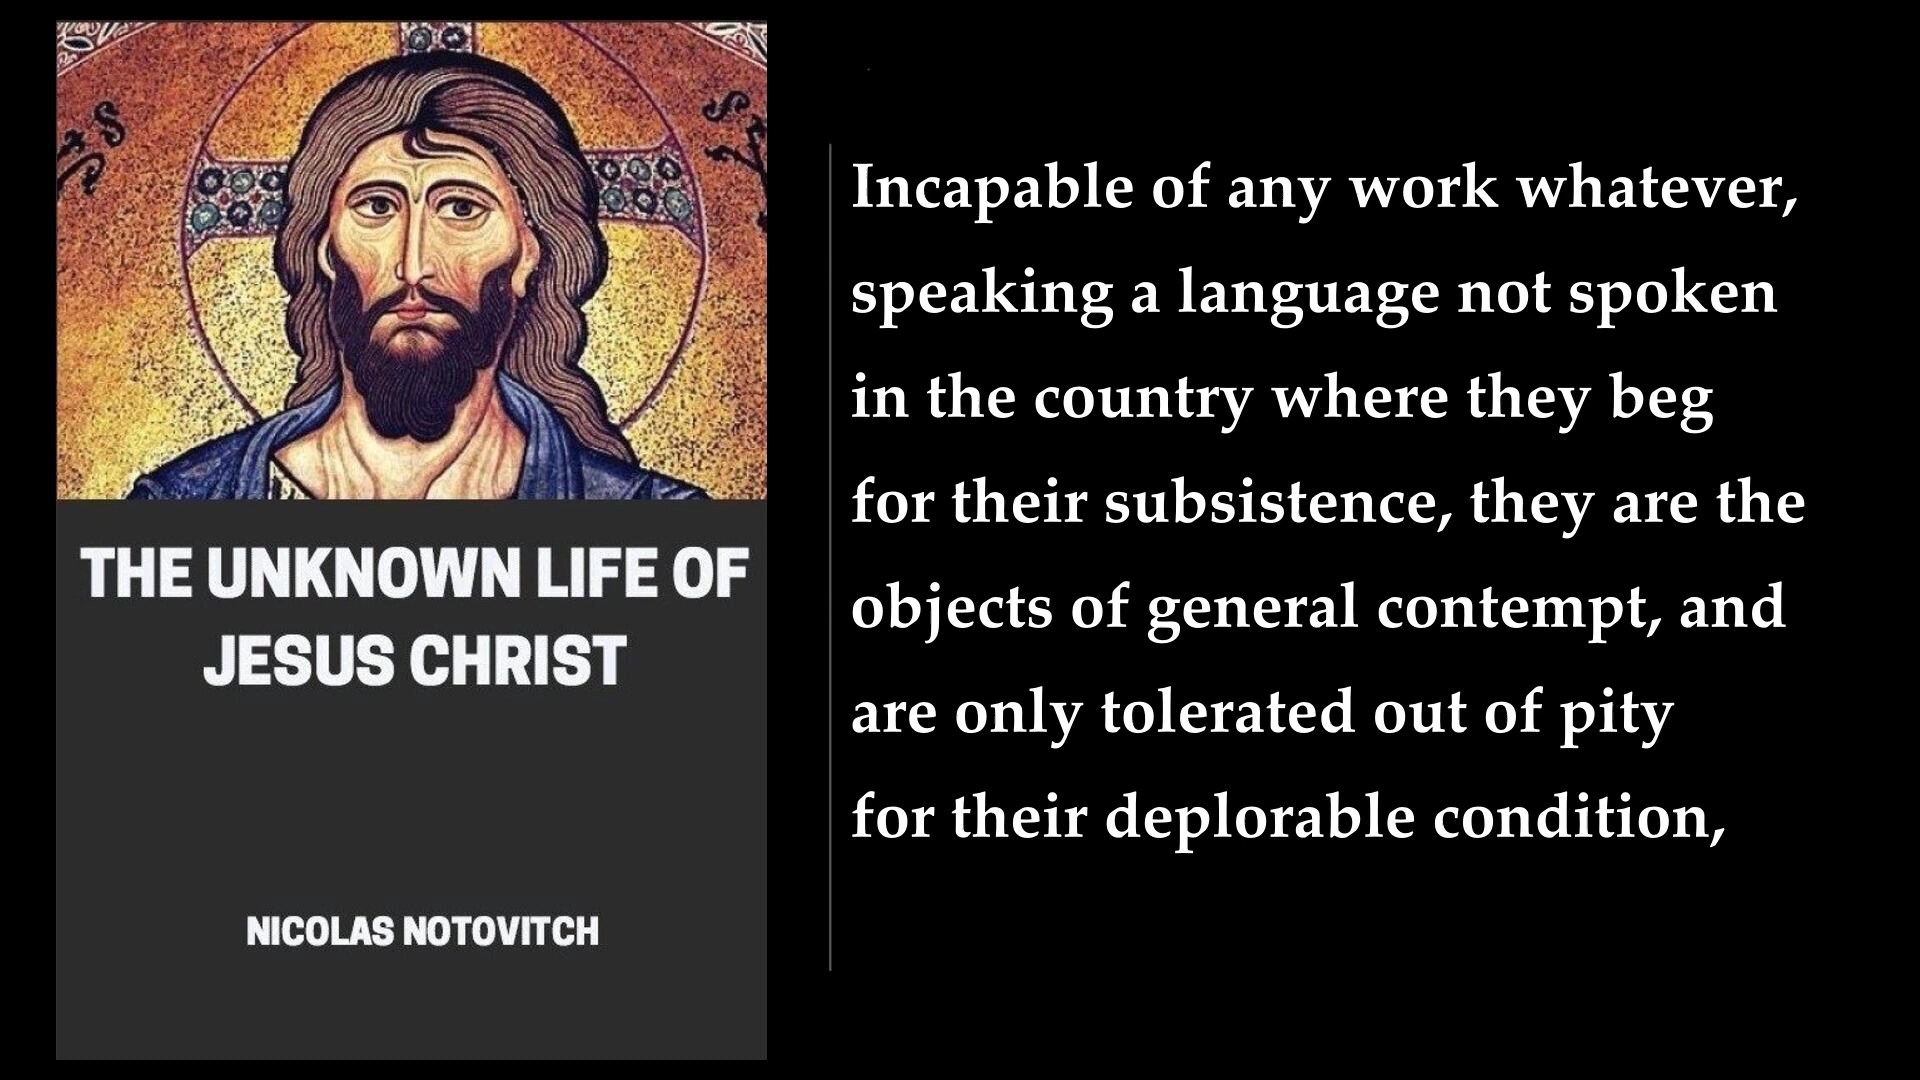 THE UNKNOWN LIFE OF
JESUS CHRIST
NICOLAS NOTOVITCH
Incapable of any work whatever,
speaking a language not spoken
in the country where they beg
for their subsistence, they are the
objects of general contempt, and
are only tolerated out of pity
for their deplorable condition,